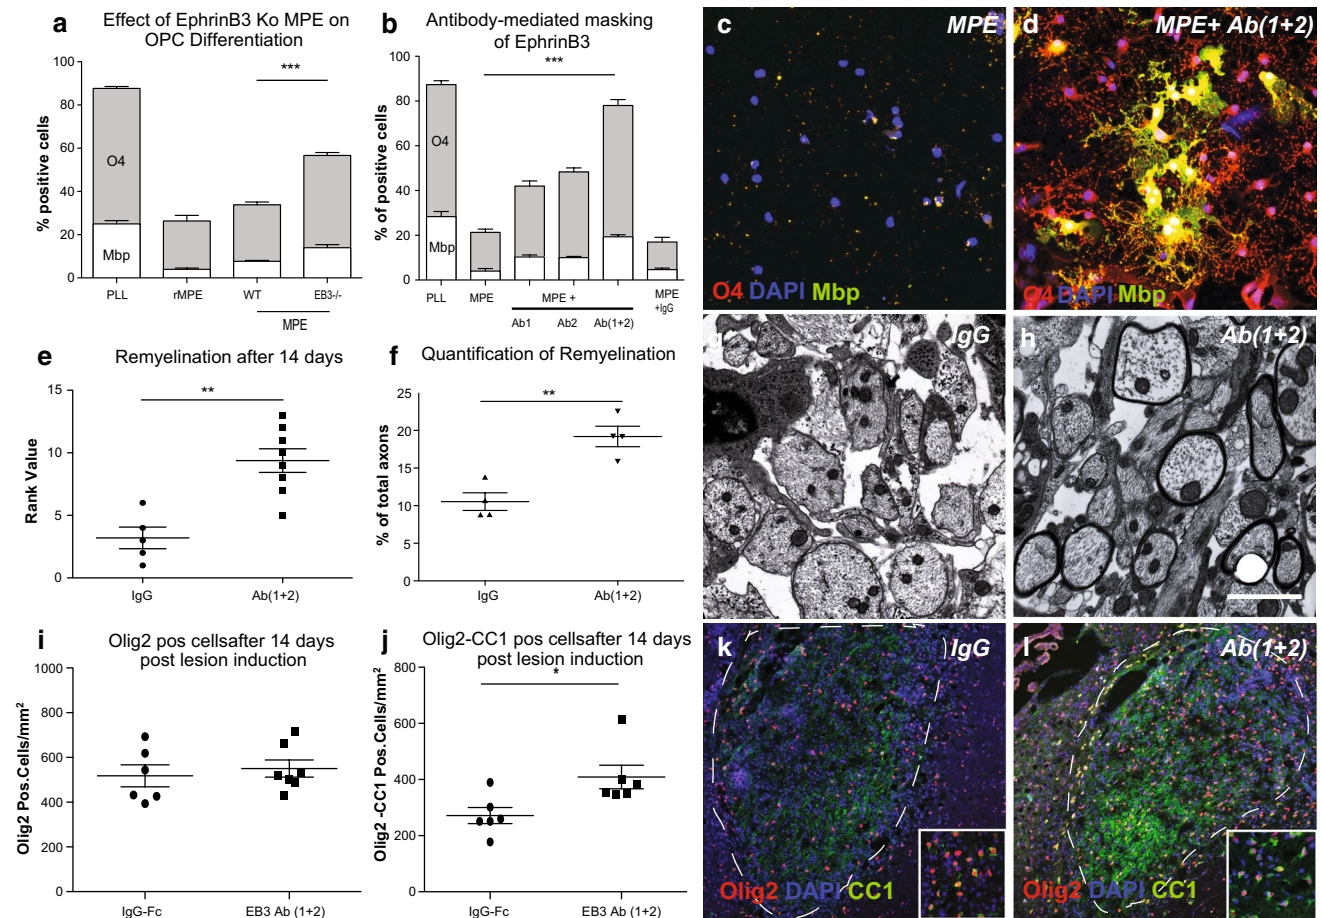 a
Effect of EphrinB3 Ko MPE on
OPC Differentiation
% positive cells
100
80
60
40
20
0
***
O4
Mbp
PLL
rMPE
WT
EB3-/-
MPE
b
Antibody-mediated masking
of EphrinB3
% of positive cells
100
80
60
40
20
0
***
O4
Mbp
PLL
MPE
MPE +
MPE
+IgG
Ab1
Ab2
Ab(1+2)
c
MPE
O4 DAPI Mbp
d
MPE+ Ab(1+2)
O4 DAPI Mbp
e
Remyelination after 14 days
Rank Value
15
10
5
0
**
IgG
Ab(1+2)
f
Quantification of Remyelination
% of total axons
25
20
15
10
5
0
**
IgG
Ab(1+2)
g
IgG
h
Ab(1+2)
i
Olig2 pos cellsafter 14 days
post lesion induction
Olig2 Pos.Cells/mm²
1000
800
600
400
200
0
IgG-Fc
EB3 Ab (1+2)
j
Olig2-CC1 pos cellsafter 14 days
post lesion induction
Olig2 -CC1 Pos.Cells/mm²
800
600
400
200
0
*
IgG-Fc
EB3 Ab (1+2)
k
IgG
Olig2 DAPI CC1
l
Ab(1+2)
Olig2 DAPI CC1